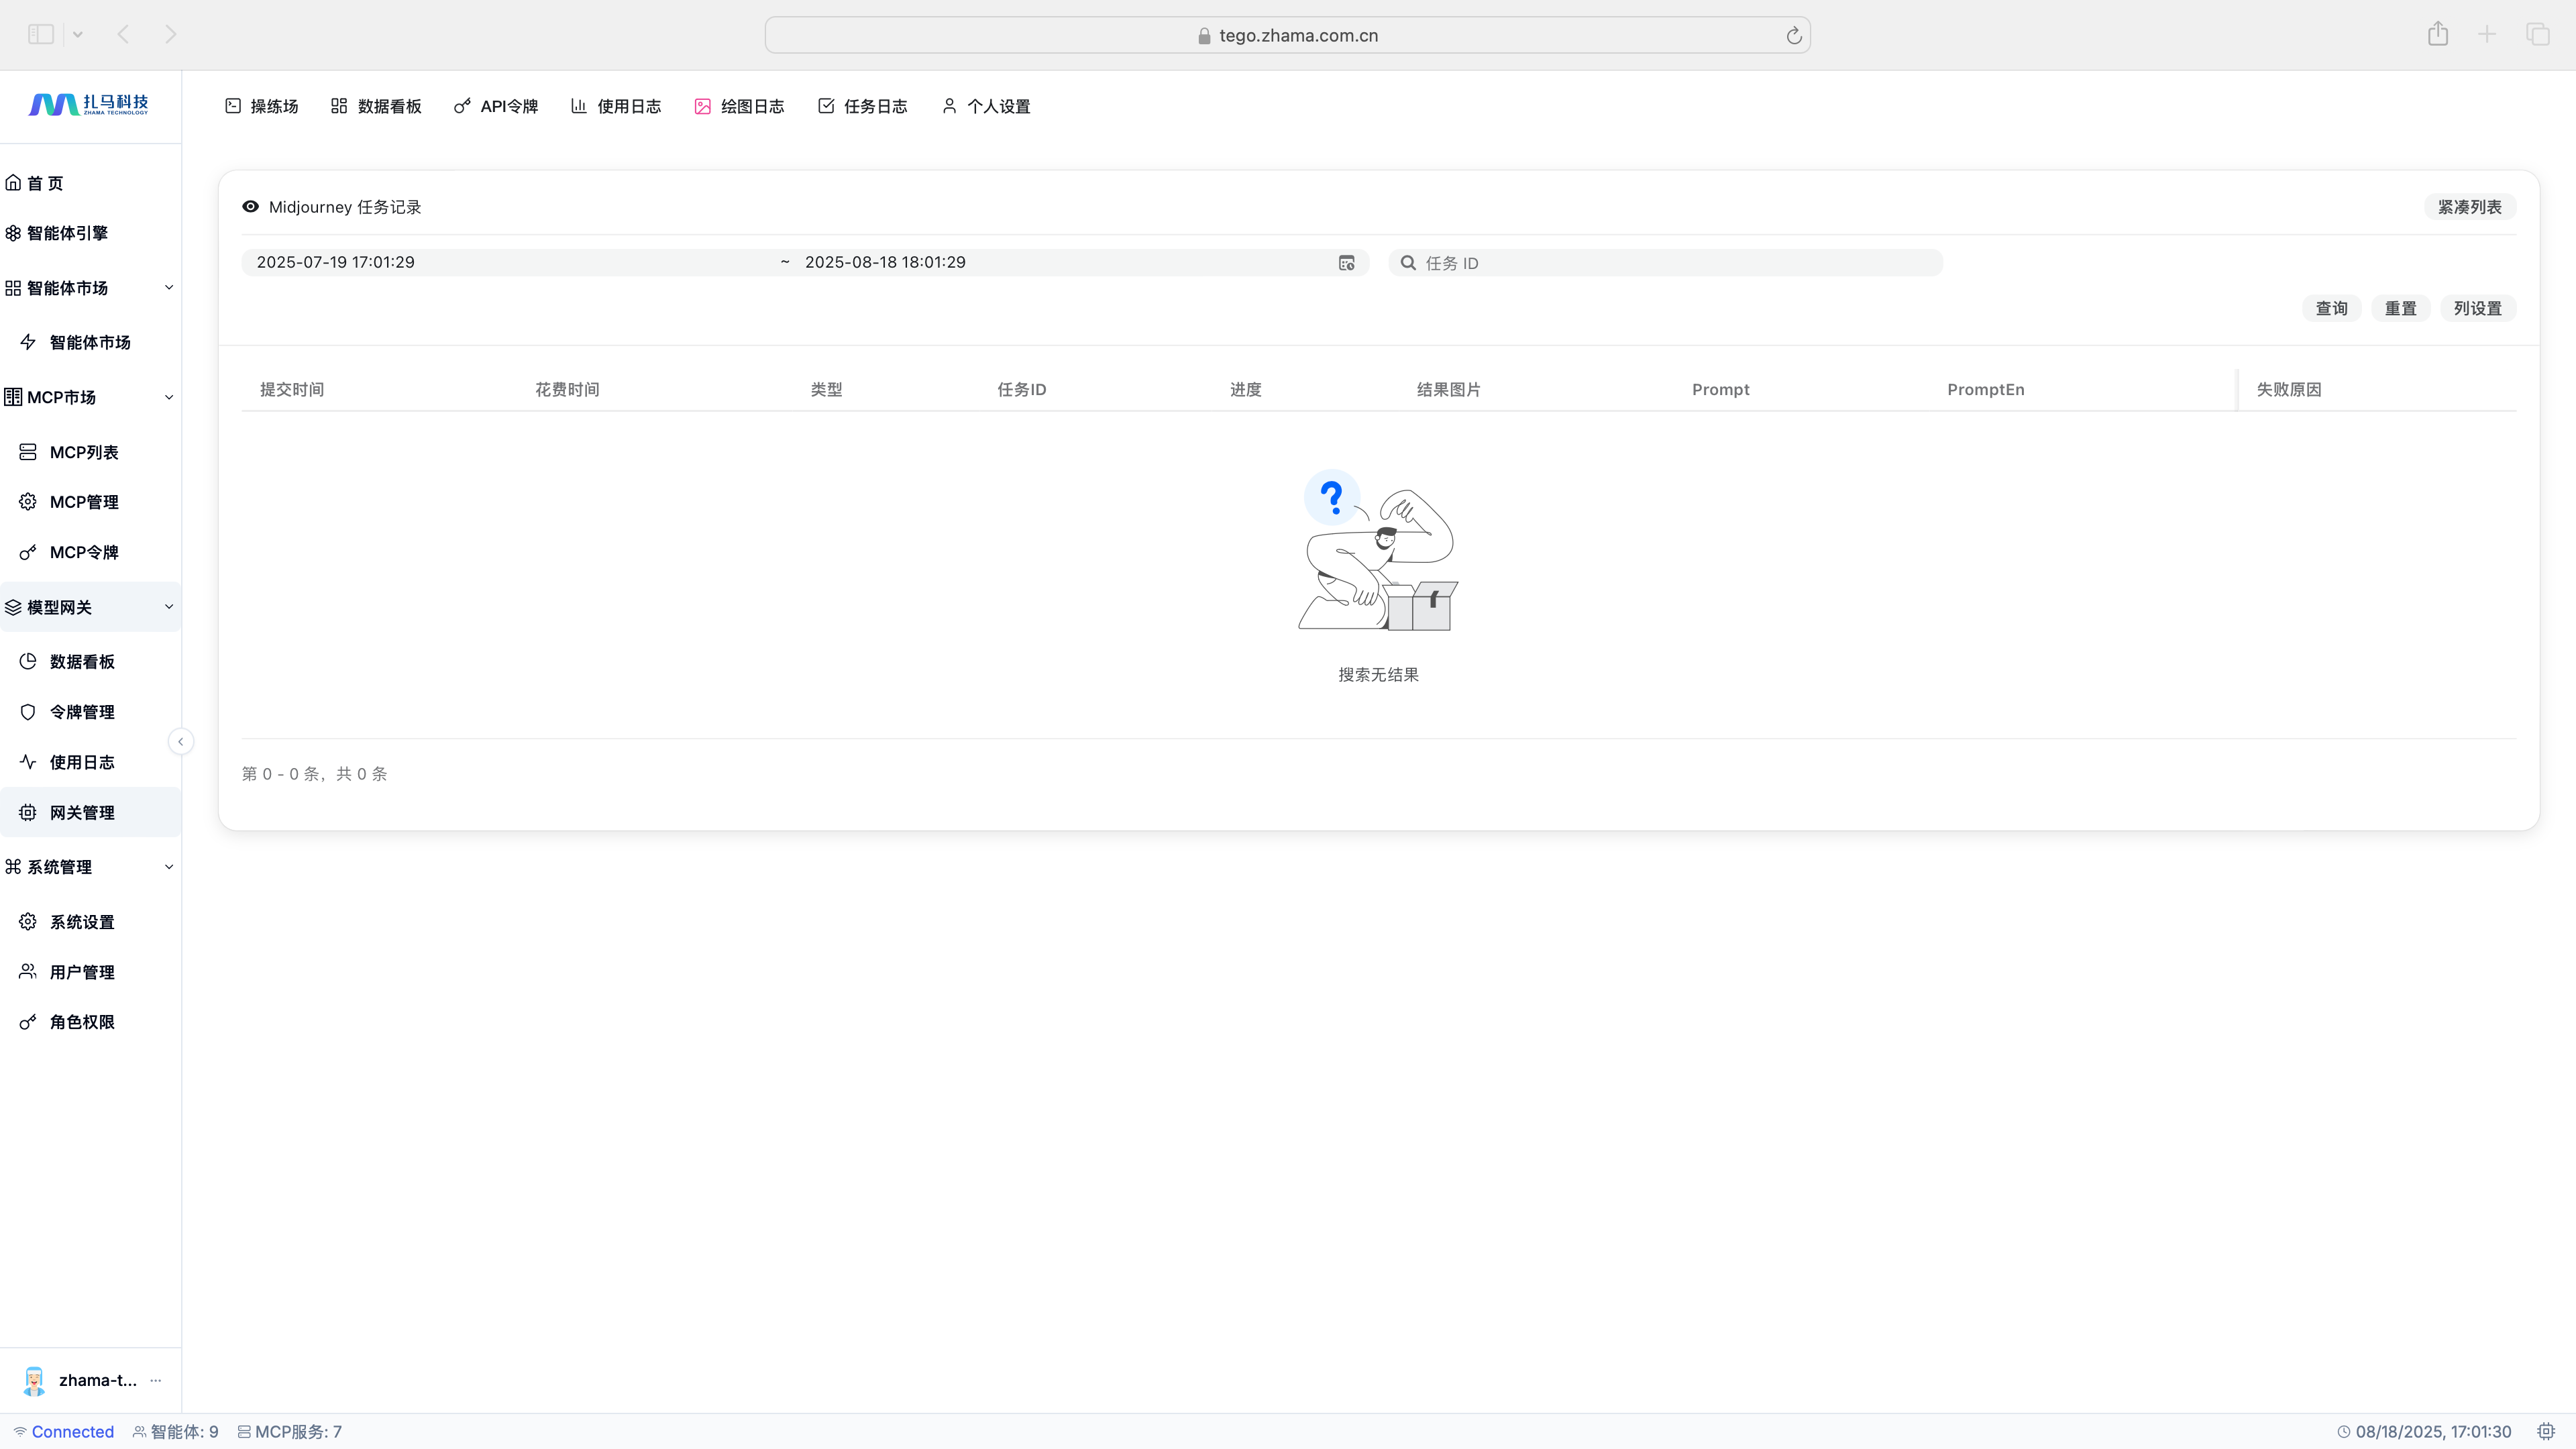 tego.zhama.com.cn
扎马科技
ZHAMA TECHNOLOGY
操练场
数据看板
API令牌
使用日志
绘图日志
任务日志
个人设置
首 页
智能体引擎
智能体市场
智能体市场
MCP市场
MCP列表
MCP管理
MCP令牌
模型网关
数据看板
令牌管理
使用日志
网关管理
系统管理
系统设置
用户管理
角色权限
Midjourney 任务记录
紧凑列表
2025-07-19 17:01:29 ~ 2025-08-18 18:01:29
任务 ID
查询
重置
列设置
提交时间 花费时间 类型 任务ID 进度 结果图片 Prompt PromptEn 失败原因
?
搜索无结果
第 0 - 0 条，共 0 条
zhama-t... ...
Connected 智能体: 9 MCP服务: 7
08/18/2025, 17:01:30